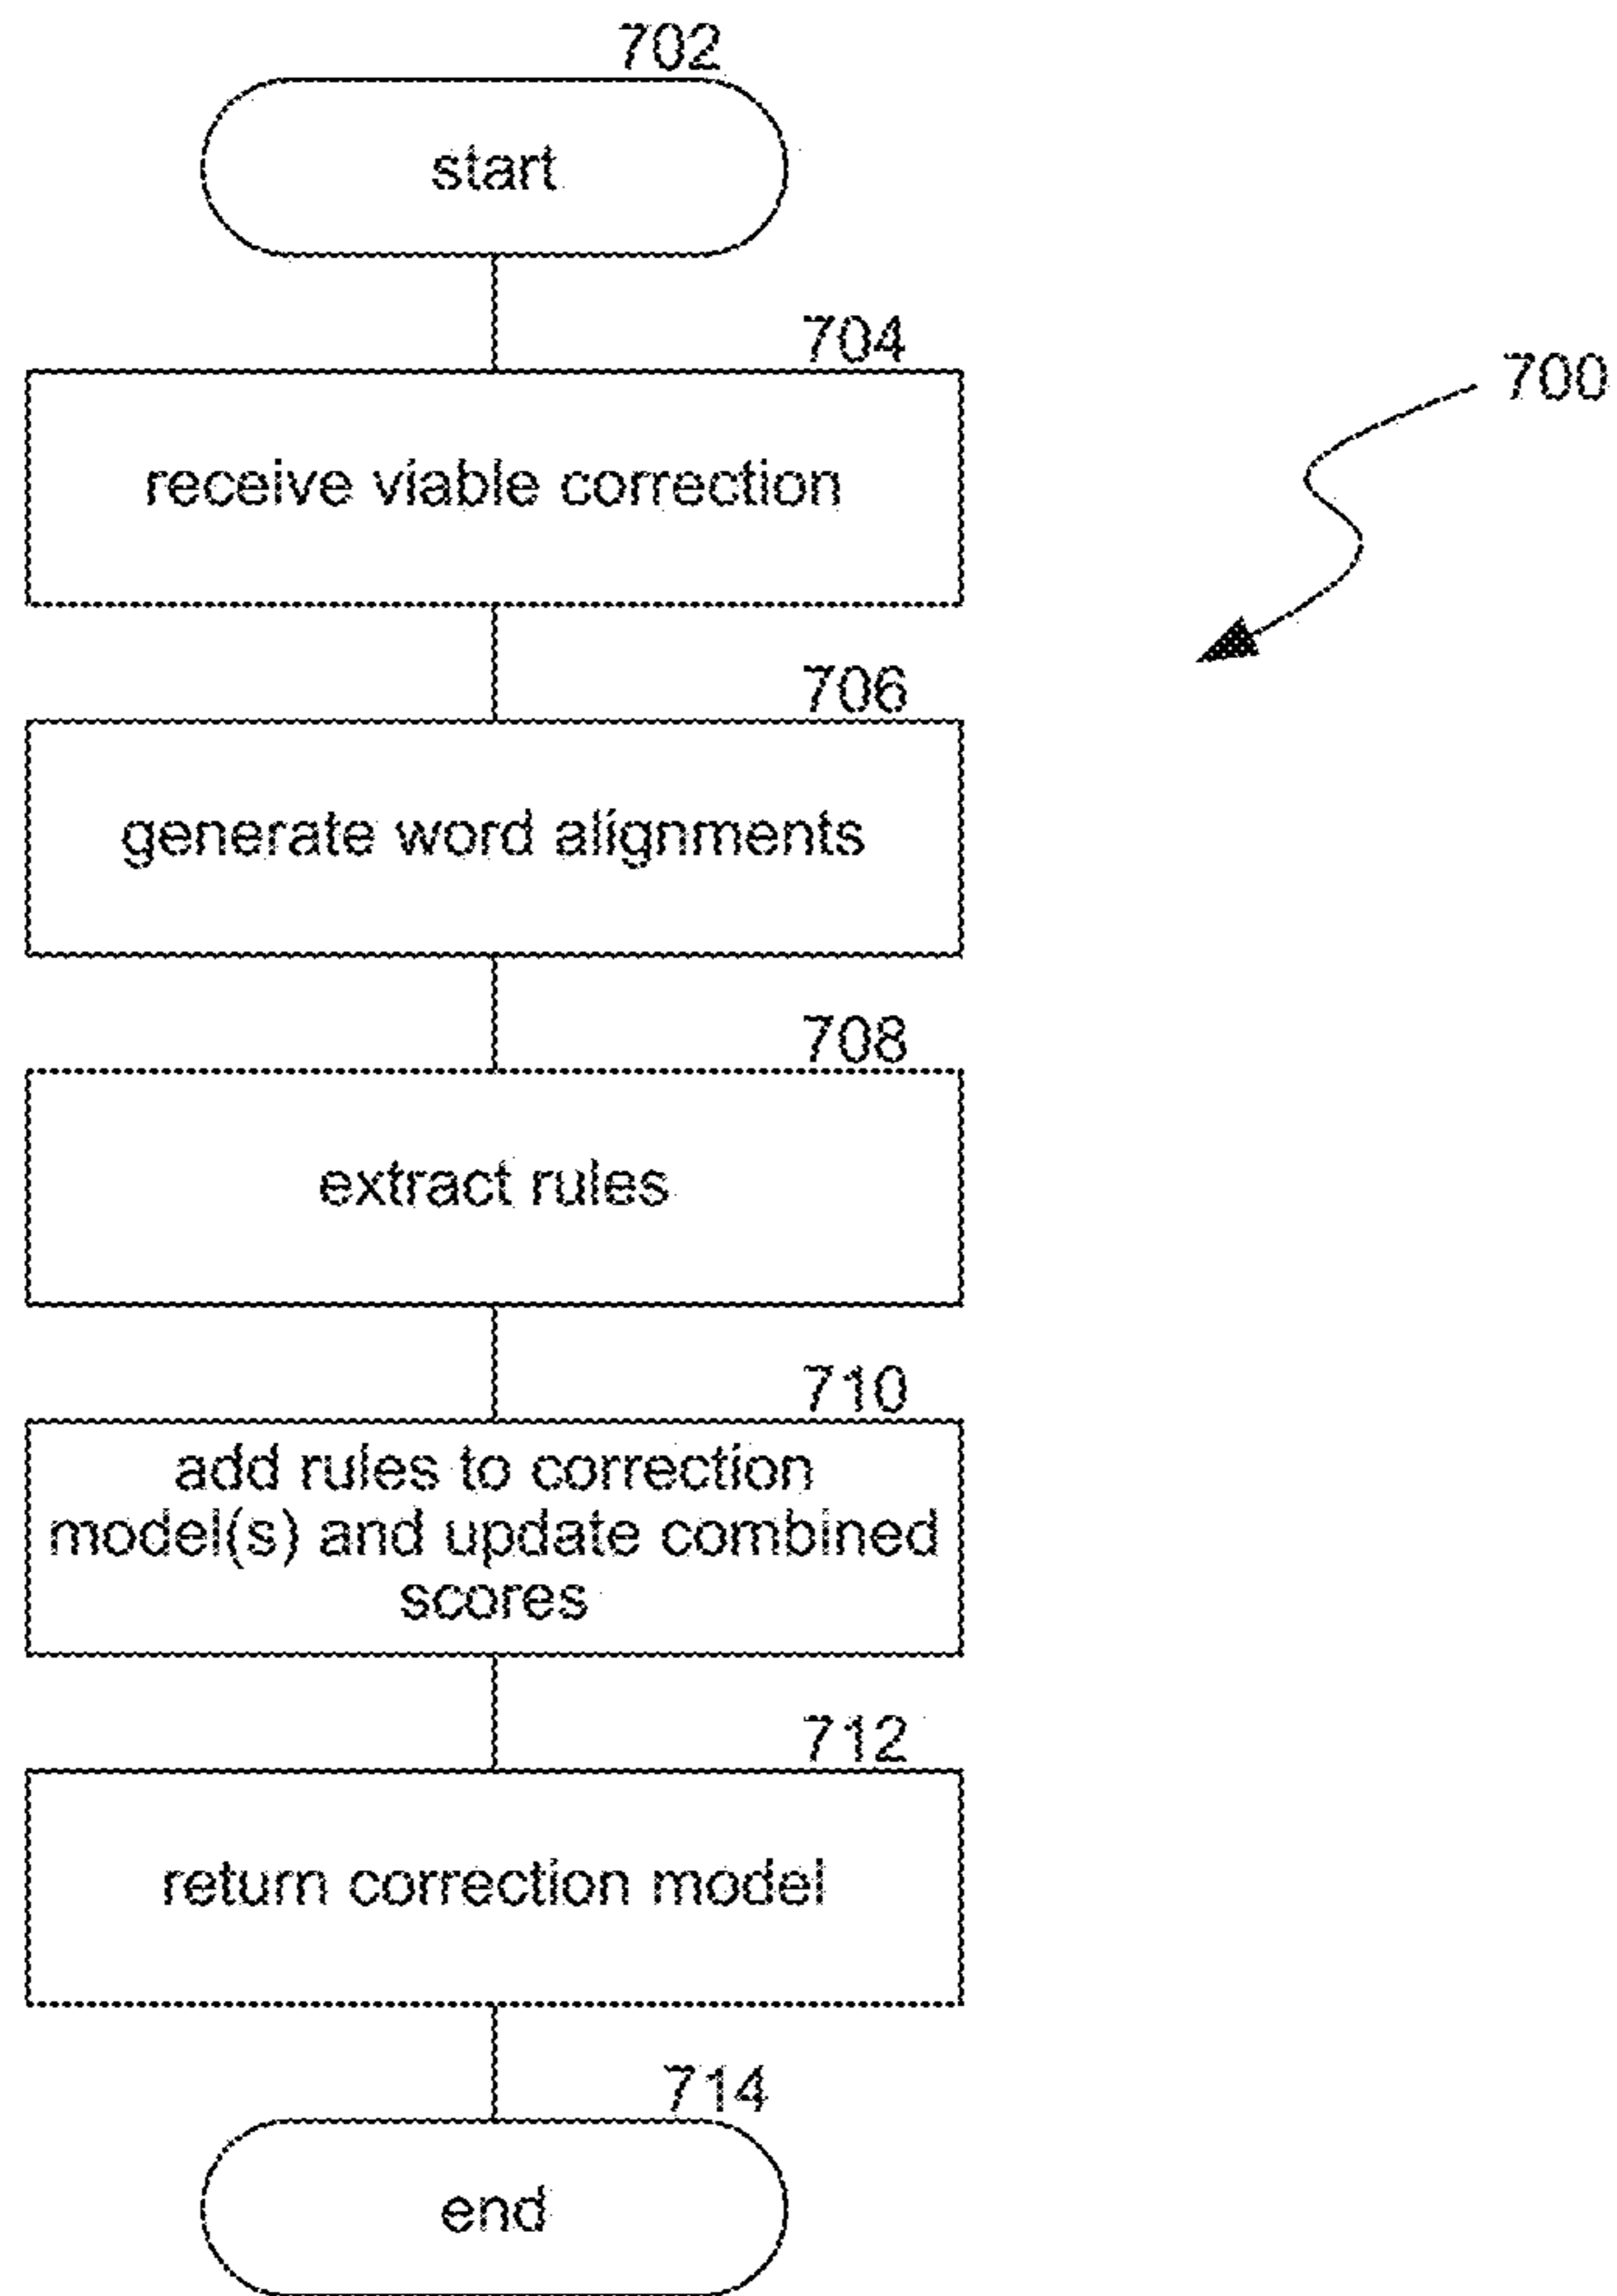 702
start
704
700
receive viable correction
706
generate word alignments
708
extract rules
710
add rules to correction
model(s) and update combined
scores
712
return correction model
714
end